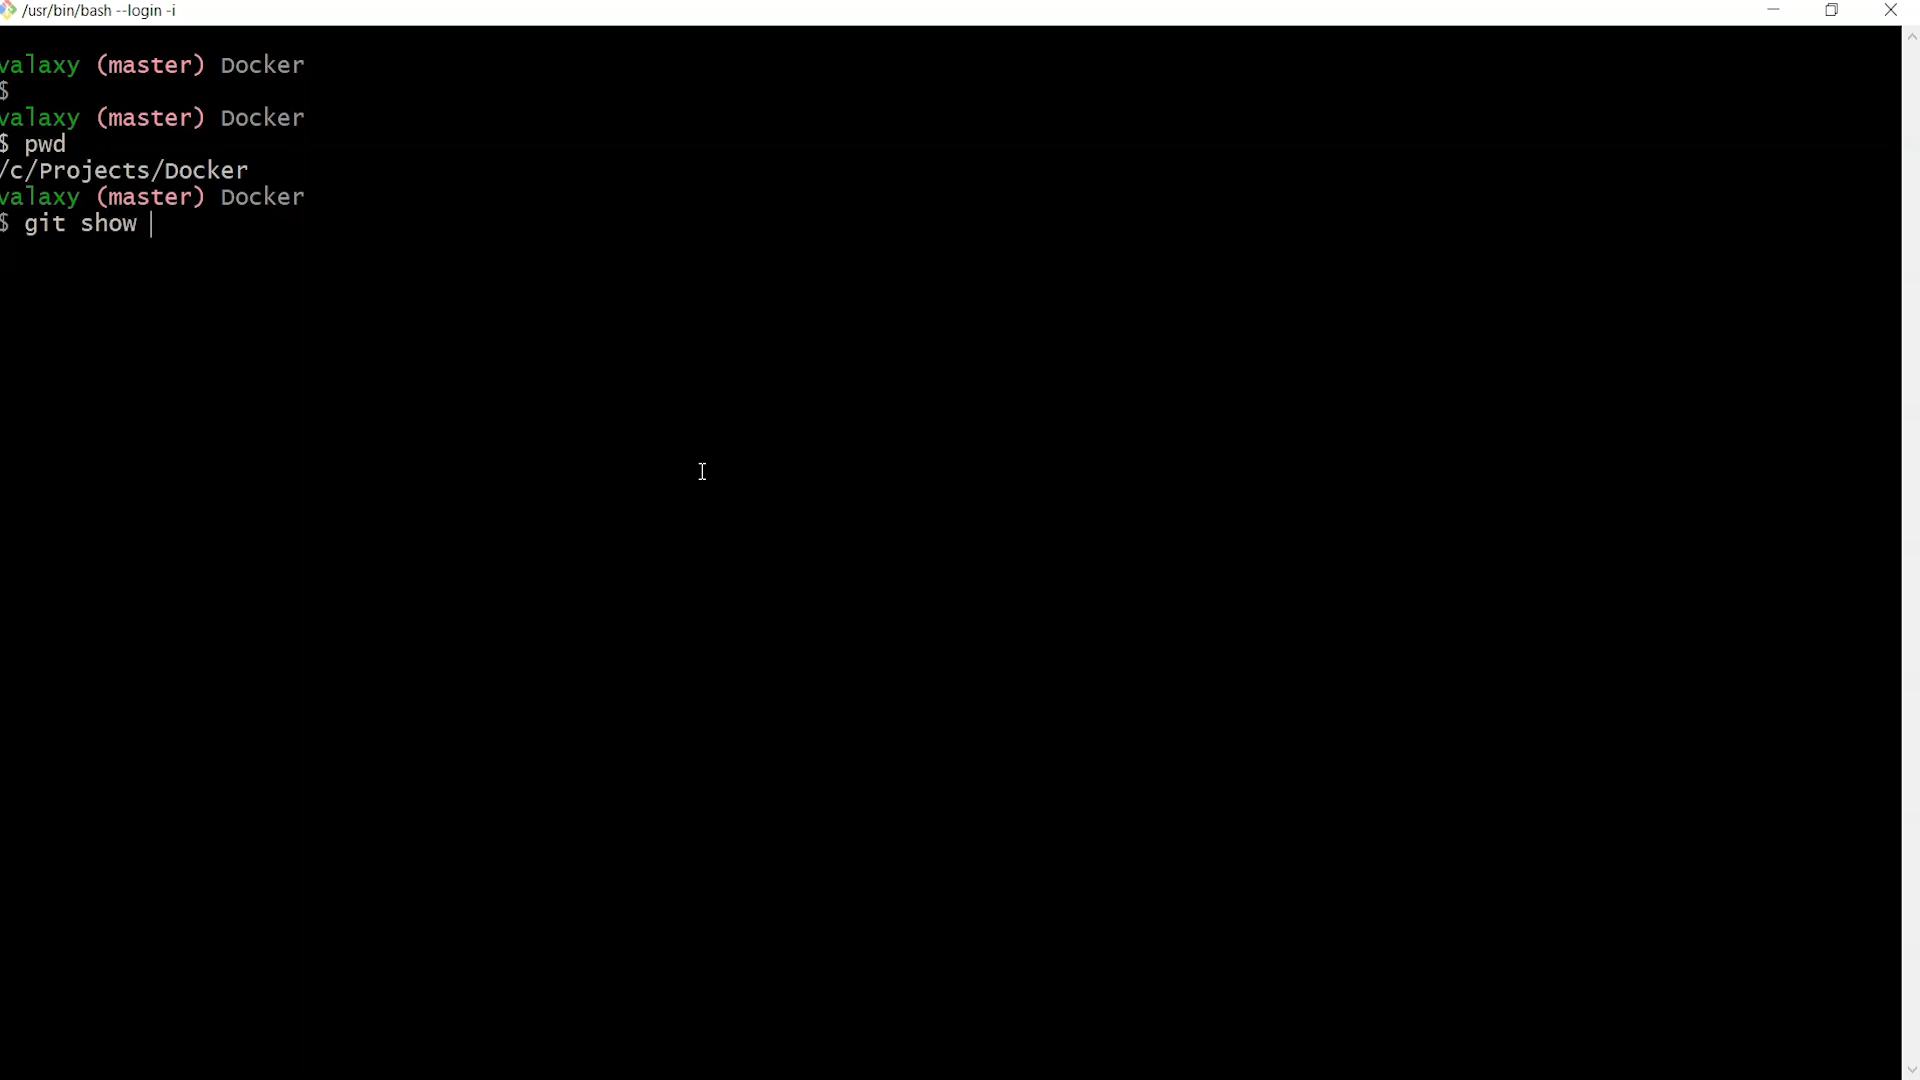 /usr/bin/bash --login -i
valaxy (master) Docker
$
valaxy (master) Docker
$ pwd
/c/Projects/Docker
valaxy (master) Docker
$ git show